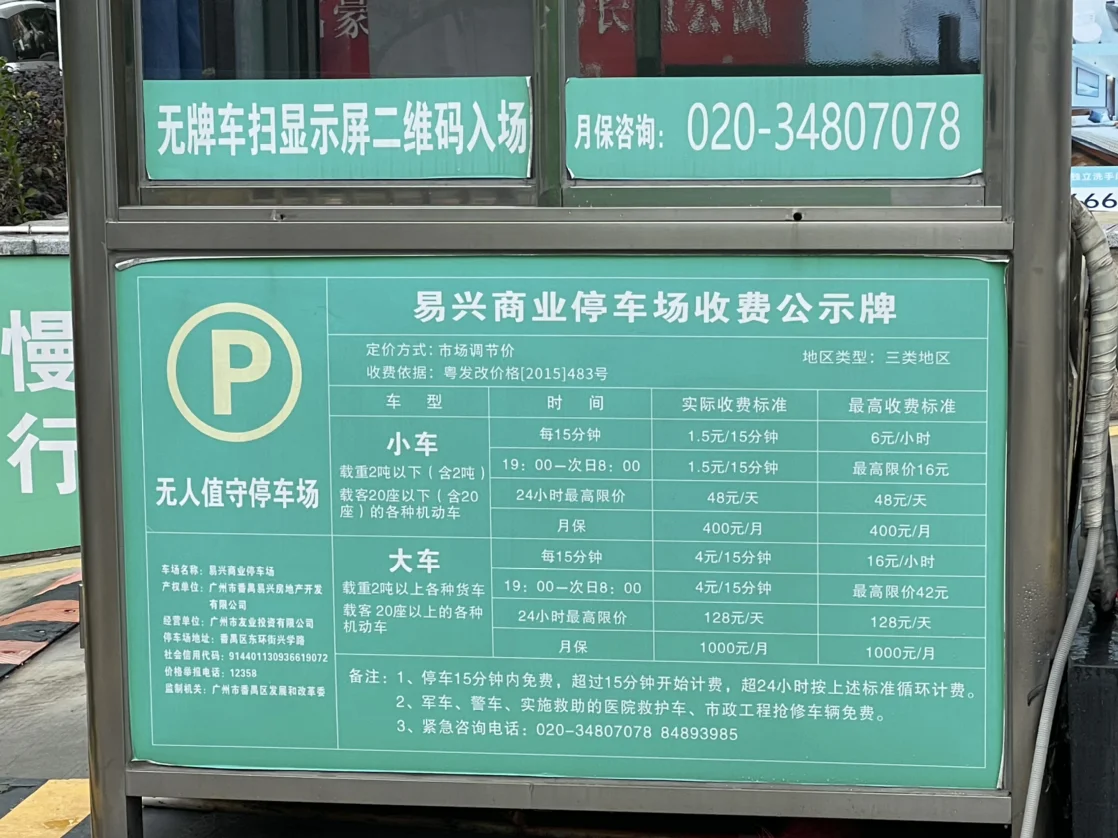 豪
无牌车扫显示屏二维码入场
月保咨询: 020-34807078
独立洗手
666
慢
行
P
无人值守停车场
车场名称: 易兴商业停车场
产权单位: 广州市番禺易兴房地产开发
有限公司
经营单位: 广州市友业投资有限公司
停车场地址: 番禺区东环街兴学路
社会信用代码: 914401130936619072
价格举报电话: 12358
监制机关: 广州市番禺区发展和改革委
易兴商业停车场收费公示牌
定价方式: 市场调节价
地区类型: 三类地区
收费依据: 粤发改价格[2015]483号
车 型 时 间 实际收费标准 最高收费标准
小车
载重2吨以下（含2吨）
载客20座以下（含20
座）的各种机动车
每15分钟 1.5元/15分钟 6元/小时
19: 00—次日8: 00 1.5元/15分钟 最高限价16元
24小时最高限价 48元/天 48元/天
月保 400元/月 400元/月
大车
载重2吨以上各种货车
载客 20座以上的各种
机动车
每15分钟 4元/15分钟 16元/小时
19: 00—次日8: 00 4元/15分钟 最高限价42元
24小时最高限价 128元/天 128元/天
月保 1000元/月 1000元/月
备注: 1、停车15分钟内免费，超过15分钟开始计费，超24小时按上述标准循环计费。
2、军车、警车、实施救助的医院救护车、市政工程抢修车辆免费。
3、紧急咨询电话: 020-34807078 84893985